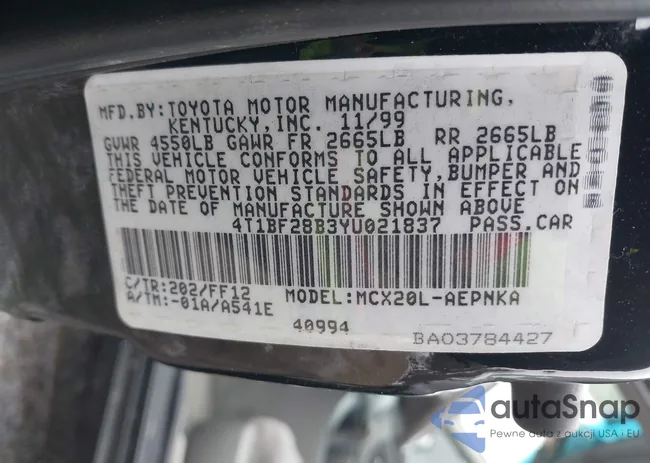 MFD.BY:TOYOTA MOTOR MANUFACTURING,
KENTUCKY,INC. 11/99
GVWR 4550LB GAWR FR 2665LB RR 2665LB
THIS VEHICLE CONFORMS TO ALL APPLICABLE
FEDERAL MOTOR VEHICLE SAFETY,BUMPER AND
THEFT PREVENTION STANDARDS IN EFFECT ON
THE DATE OF MANUFACTURE SHOWN ABOVE
4T1BF28B3YU021837 PASS.CAR
C/TR:202/FF12
A/TM:-01A/A541E
MODEL:MCX20L-AEPNKA
40994
BA03784427
autoSnap
Pewne auta z aukcji USA i EU